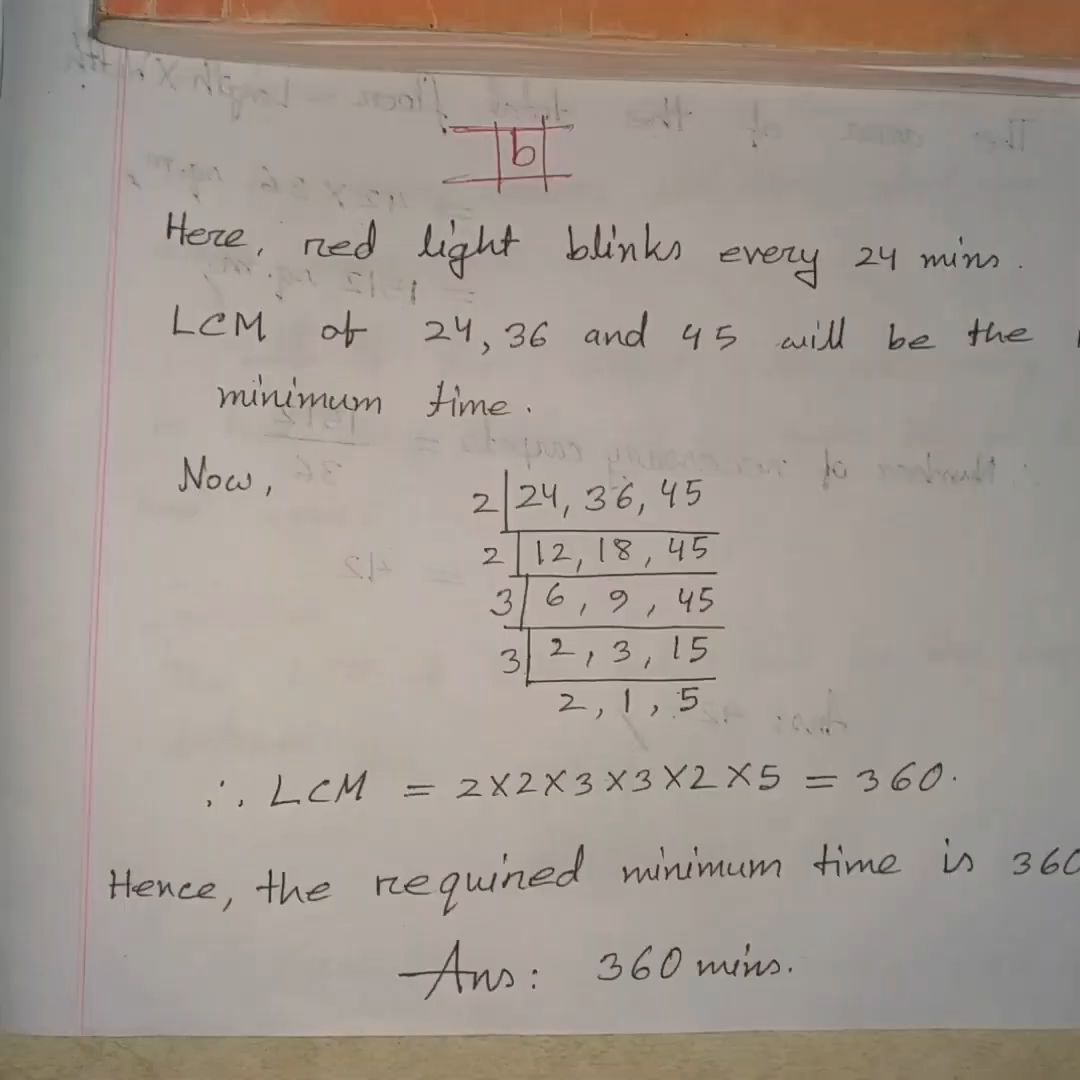 b
Here, red light blinks every 24 mins.
LCM of 24, 36 and 45 will be the
minimum time.
Now,
2 24, 36, 45
2 12, 18, 45
3 6, 9, 45
3 2, 3, 15
2, 1, 5
∴ LCM = 2×2×3×3×2×5 = 360.
Hence, the required minimum time is 360
Ans: 360 mins.